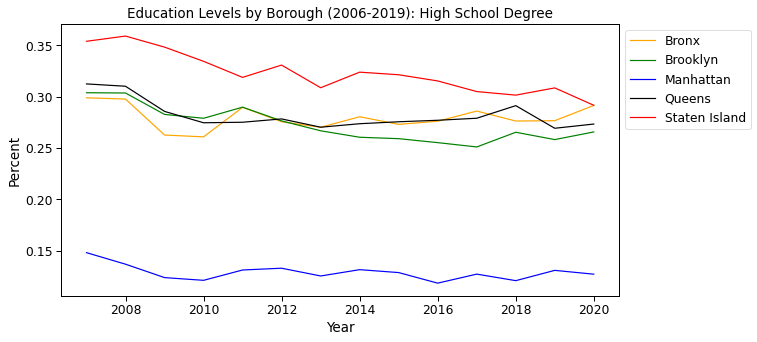 Education Levels by Borough (2006-2019): High School Degree
Percent
0.35
0.30
0.25
0.20
0.15
2008
2010
2012
2014
2016
2018
2020
Year
Bronx
Brooklyn
Manhattan
Queens
Staten Island